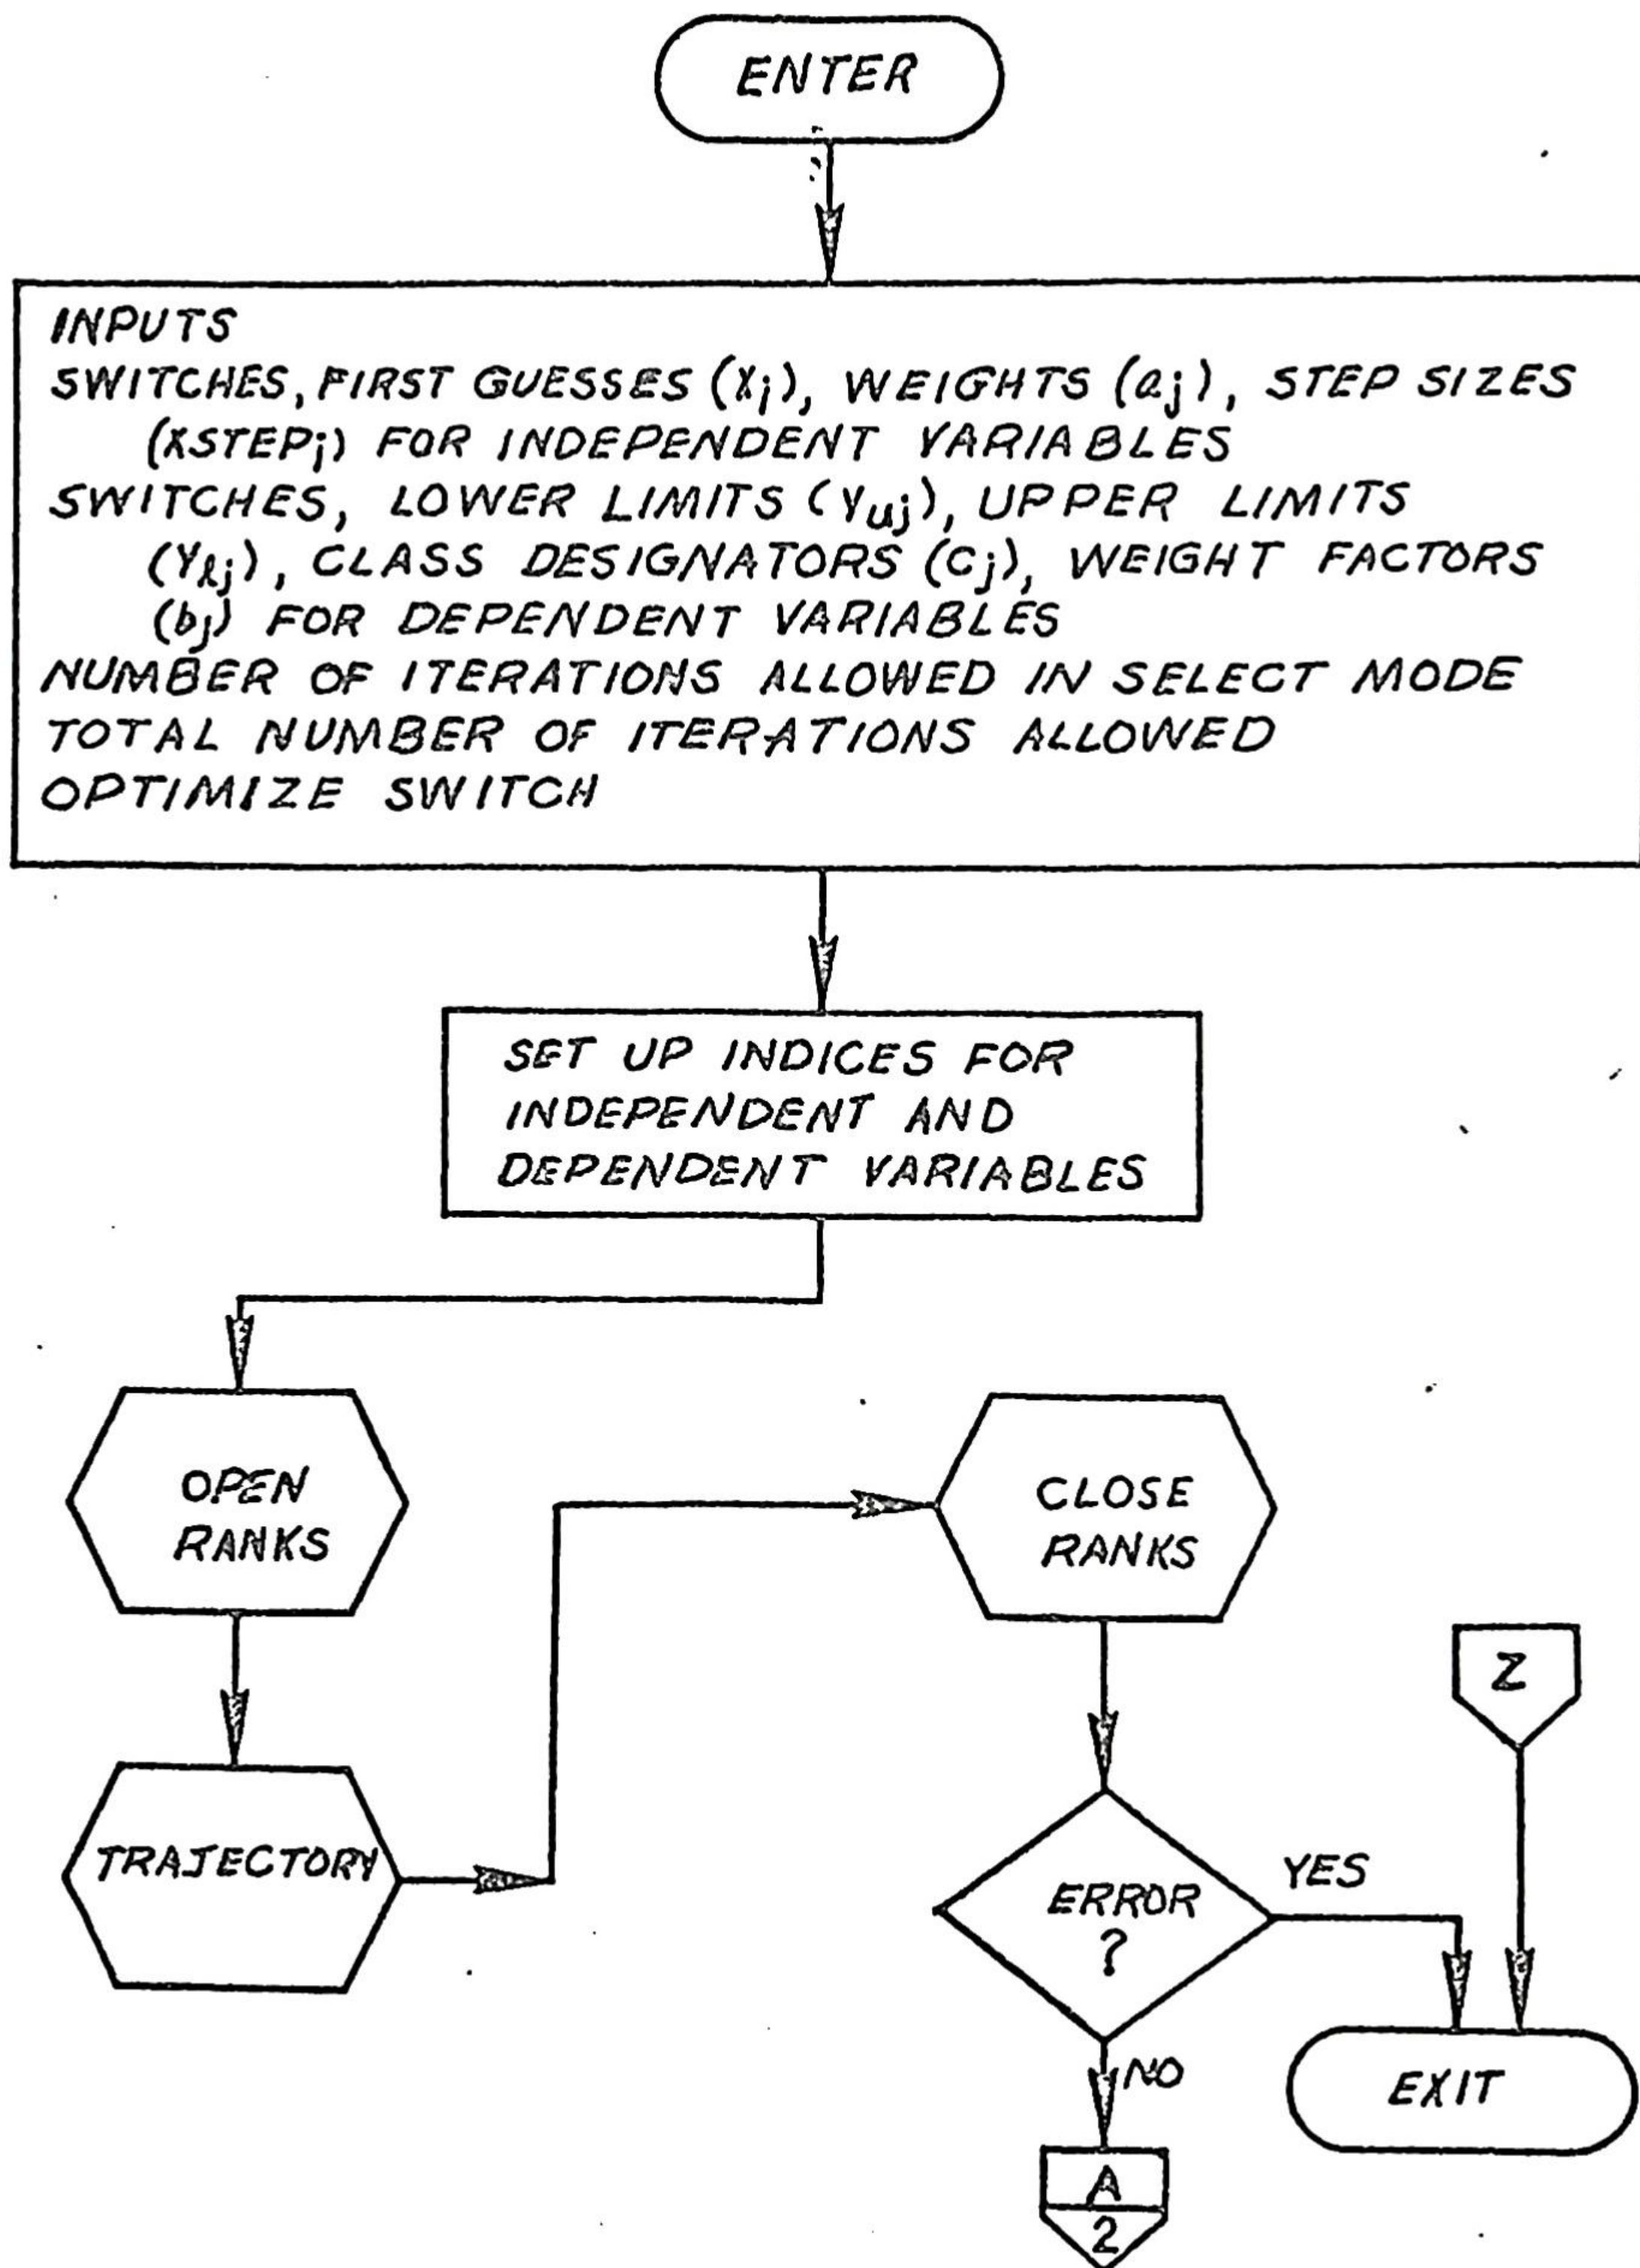 ENTER
INPUTS
SWITCHES, FIRST GUESSES (Xj), WEIGHTS (aj), STEP SIZES
(XSTEPj) FOR INDEPENDENT VARIABLES
SWITCHES, LOWER LIMITS (Yuj), UPPER LIMITS
(Yℓj), CLASS DESIGNATORS (Cj), WEIGHT FACTORS
(bj) FOR DEPENDENT VARIABLES
NUMBER OF ITERATIONS ALLOWED IN SELECT MODE
TOTAL NUMBER OF ITERATIONS ALLOWED
OPTIMIZE SWITCH
SET UP INDICES FOR
INDEPENDENT AND
DEPENDENT VARIABLES
OPEN
RANKS
CLOSE
RANKS
Z
TRAJECTORY
ERROR
?
YES
NO
EXIT
A
2